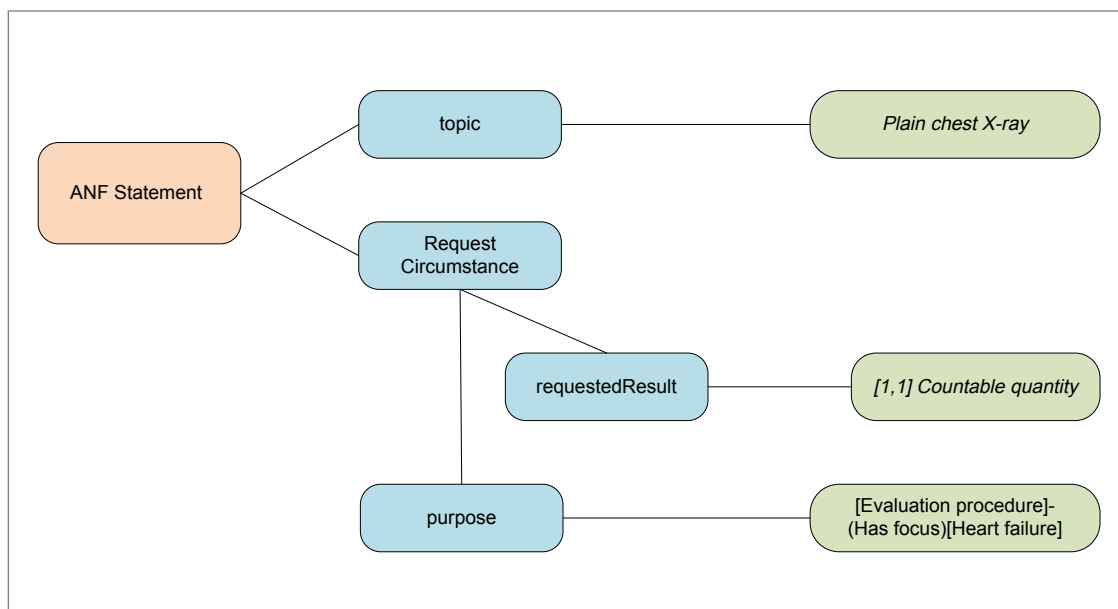 topic
Plain chest X-ray
ANF Statement
Request
Circumstance
requestedResult
[1,1] Countable quantity
purpose
[Evaluation procedure]-
(Has focus)[Heart failure]